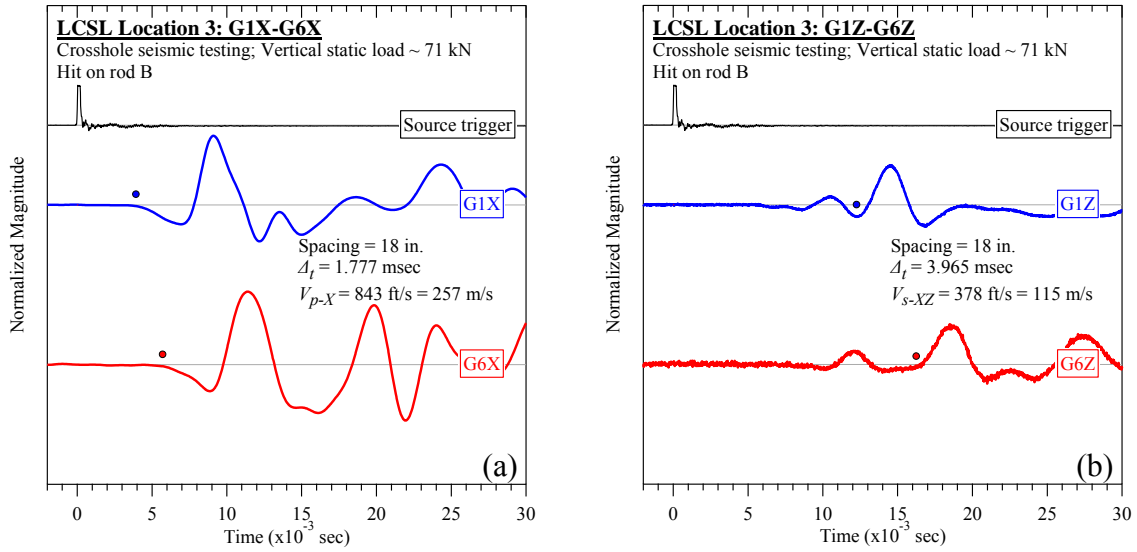 LCSL Location 3: G1X-G6X
Crosshole seismic testing; Vertical static load ~ 71 kN
Hit on rod B
Source trigger
G1X
Spacing = 18 in.
Δt = 1.777 msec
Vp-X = 843 ft/s = 257 m/s
G6X
(a)
Normalized Magnitude
0 5 10 15 20 25 30
Time (x10-3 sec)
LCSL Location 3: G1Z-G6Z
Crosshole seismic testing; Vertical static load ~ 71 kN
Hit on rod B
Source trigger
G1Z
Spacing = 18 in.
Δt = 3.965 msec
Vs-XZ = 378 ft/s = 115 m/s
G6Z
(b)
Normalized Magnitude
0 5 10 15 20 25 30
Time (x10-3 sec)